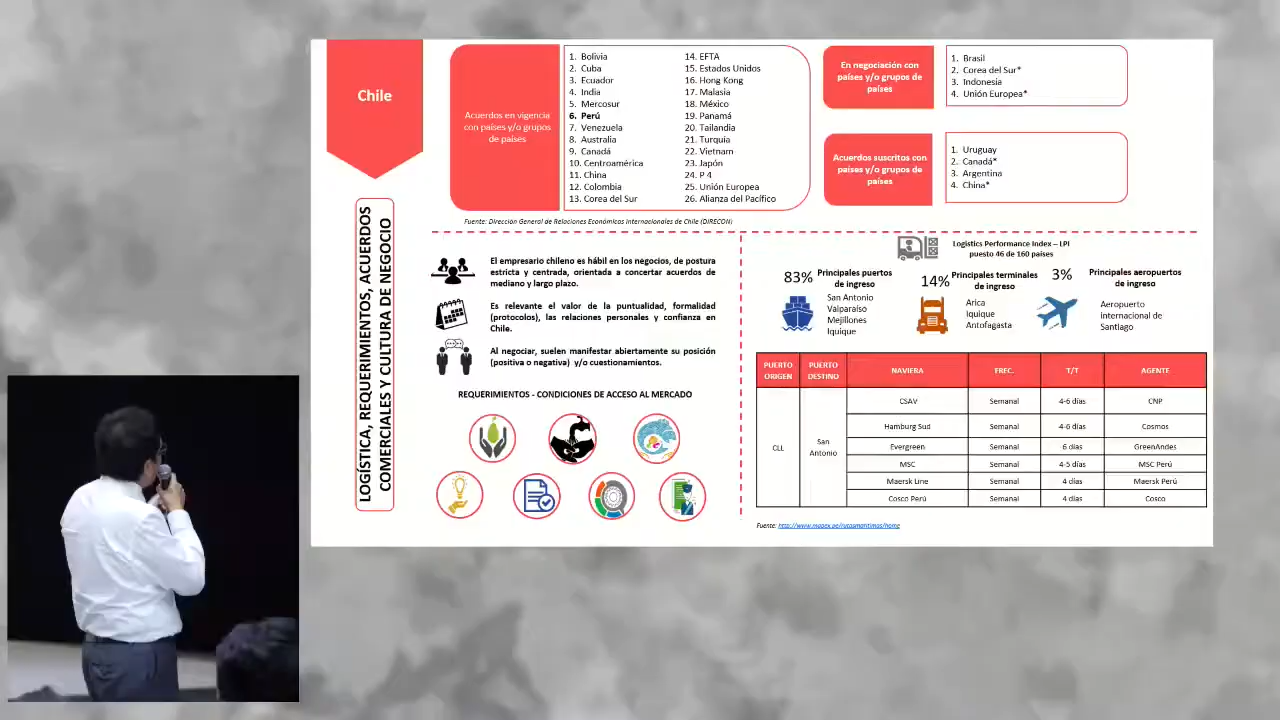 Chile
LOGÍSTICA, REQUERIMIENTOS, ACUERDOS
COMERCIALES Y CULTURA DE NEGOCIO
Acuerdos en vigencia
con países y/o grupos
de países
1. Bolivia
2. Cuba
3. Ecuador
4. India
5. Mercosur
6. Perú
7. Venezuela
8. Australia
9. Canadá
10. Centroamérica
11. China
12. Colombia
13. Corea del Sur
14. EFTA
15. Estados Unidos
16. Hong Kong
17. Malasia
18. México
19. Panamá
20. Tailandia
21. Turquía
22. Vietnam
23. Japón
24. P 4
25. Unión Europea
26. Alianza del Pacífico
En negociación con
países y/o grupos de
países
1. Brasil
2. Corea del Sur*
3. Indonesia
4. Unión Europea*
Acuerdos suscritos con
países y/o grupos de
países
1. Uruguay
2. Canadá*
3. Argentina
4. China*
Fuente: Dirección General de Relaciones Económicas Internacionales de Chile (DIRECON)
El empresario chileno es hábil en los negocios, de postura
estricta y centrada, orientada a concertar acuerdos de
mediano y largo plazo.
Es relevante el valor de la puntualidad, formalidad
(protocolos), las relaciones personales y confianza en
Chile.
Al negociar, suelen manifestar abiertamente su posición
(positiva o negativa) y/o cuestionamientos.
REQUERIMIENTOS - CONDICIONES DE ACCESO AL MERCADO
Logistics Performance Index – LPI
puesto 46 de 160 países
83% Principales puertos
de ingreso
San Antonio
Valparaíso
Mejillones
Iquique
14% Principales terminales
de ingreso
Arica
Iquique
Antofagasta
3% Principales aeropuertos
de ingreso
Aeropuerto
internacional de
Santiago
PUERTO ORIGEN PUERTO DESTINO NAVIERA FREC. T/T AGENTE
CLL San Antonio CSAV Semanal 4-6 días CNP
Hamburg Sud Semanal 4-6 días Cosmos
Evergreen Semanal 6 días GreenAndes
MSC Semanal 4-5 días MSC Perú
Maersk Line Semanal 4 días Maersk Perú
Cosco Perú Semanal 4 días Cosco
Fuente: http://www.mapex.pe/rutasmaritimas/home